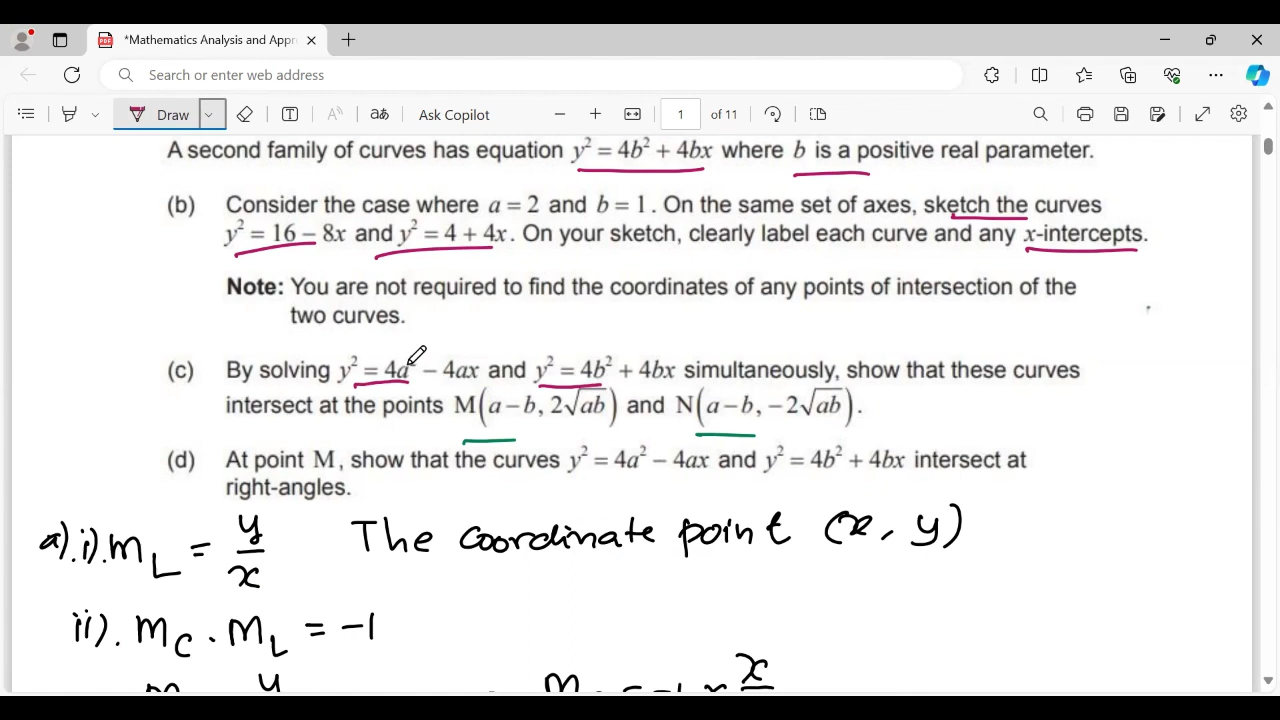 *Mathematics Analysis and Appr
Search or enter web address
Draw
aあ
Ask Copilot
1 of 11
A second family of curves has equation y² = 4b² + 4bx where b is a positive real parameter.
(b) Consider the case where a = 2 and b = 1. On the same set of axes, sketch the curves
y² = 16 – 8x and y² = 4 + 4x. On your sketch, clearly label each curve and any x-intercepts.
Note: You are not required to find the coordinates of any points of intersection of the
two curves.
(c) By solving y² = 4a² – 4ax and y² = 4b² + 4bx simultaneously, show that these curves
intersect at the points M(a–b, 2√ab) and N(a–b, –2√ab).
(d) At point M, show that the curves y² = 4a² – 4ax and y² = 4b² + 4bx intersect at
right-angles.
a).i). m_L = y/x The coordinate point (x, y)
ii). m_C . m_L = -1